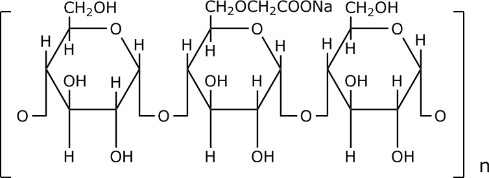 CH₂OH CH₂OCH₂COONa CH₂OH
H O H O H O
H H H H H H
OH H OH H OH H
O O O O
H OH H OH H OH
n